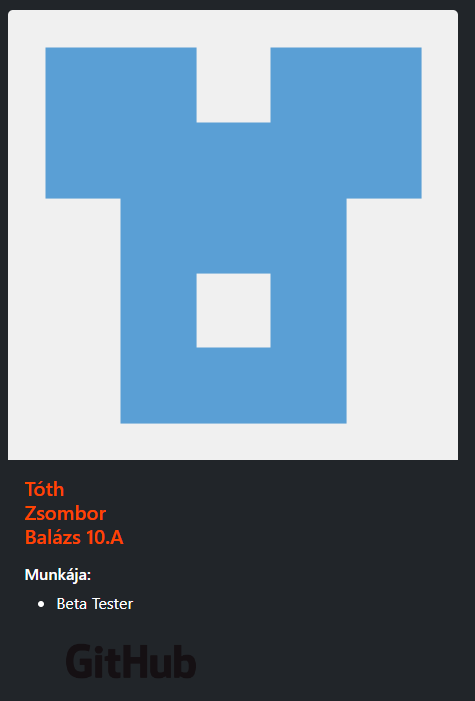 Tóth
Zsombor
Balázs 10.A
Munkája:
Beta Tester
GitHub